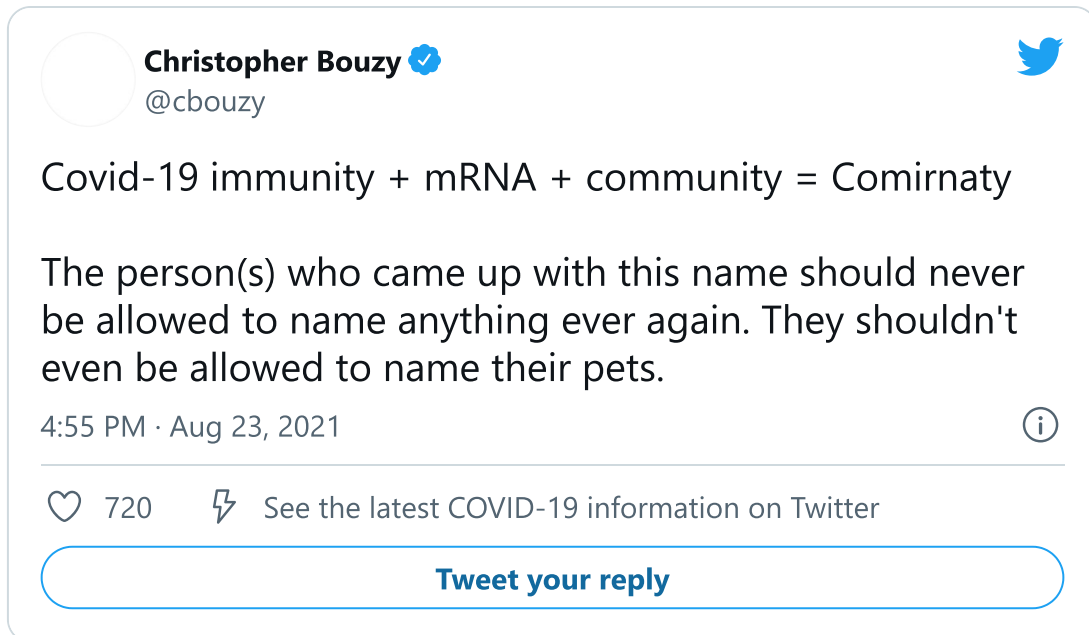 Christopher Bouzy
@cbouzy
Covid-19 immunity + mRNA + community = Comirnaty
The person(s) who came up with this name should never
be allowed to name anything ever again. They shouldn't
even be allowed to name their pets.
4:55 PM · Aug 23, 2021
720 See the latest COVID-19 information on Twitter
Tweet your reply